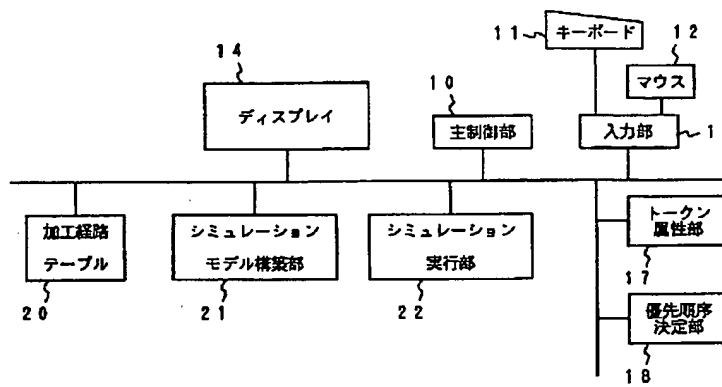 11
キーボード
12
14
マウス
10
ディスプレイ
主制御部
入力部
1
加工経路
テーブル
シミュレーション
モデル構築部
シミュレーション
実行部
トークン
属性部
20
21
22
17
優先順序
決定部
18